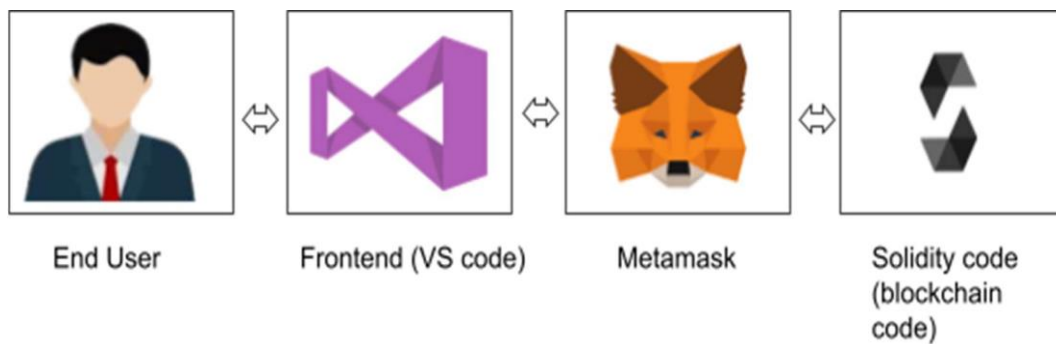 End User
Frontend (VS code)
Metamask
Solidity code
(blockchain
code)